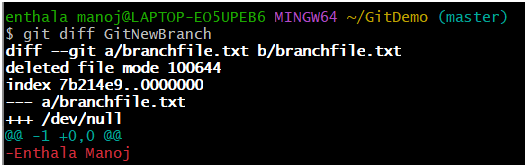 enthala manoj@LAPTOP-EO5UPEB6 MINGW64 ~/GitDemo (master)
$ git diff GitNewBranch
diff --git a/branchfile.txt b/branchfile.txt
deleted file mode 100644
index 7b214e9..0000000
--- a/branchfile.txt
+++ /dev/null
@@ -1 +0,0 @@
-Enthala Manoj